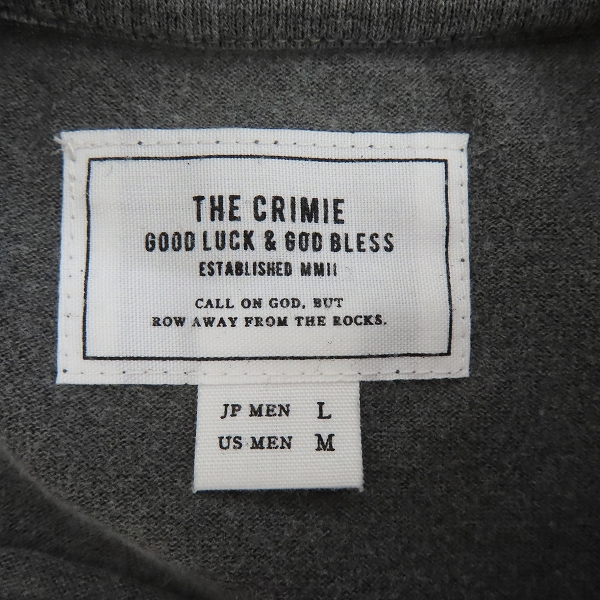 THE CRIMIE
GOOD LUCK & GOD BLESS
ESTABLISHED MMII
CALL ON GOD, BUT
ROW AWAY FROM THE ROCKS.
JP MEN L
US MEN M